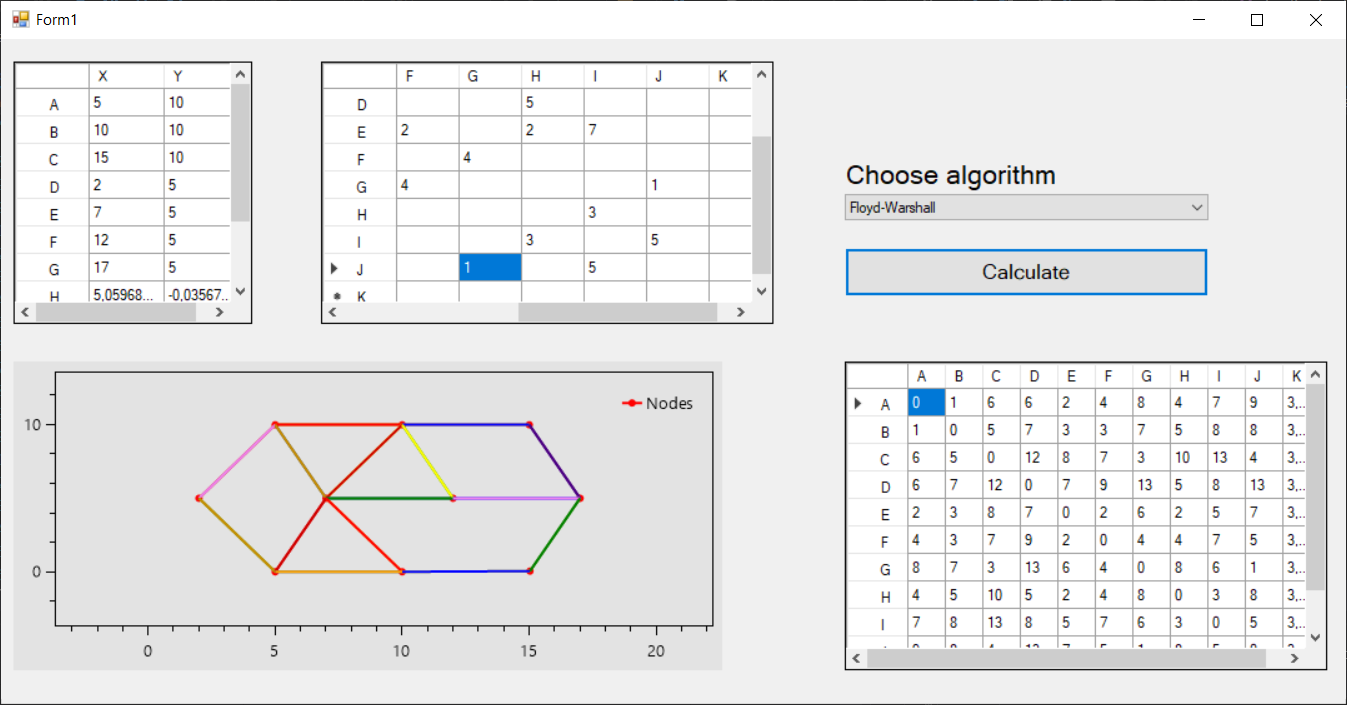 Form1
X Y
A 5 10
B 10 10
C 15 10
D 2 5
E 7 5
F 12 5
G 17 5
H 5,05968... -0,03567...
F G H I J K
D 5
E 2 2 7
F 4
G 4 1
H 3
I 3 5
J 1 5
K
Choose algorithm
Floyd-Warshall
Calculate
Nodes
10
0
0 5 10 15 20
A B C D E F G H I J K
A 0 1 6 6 2 4 8 4 7 9 3,...
B 1 0 5 7 3 3 7 5 8 8 3,...
C 6 5 0 12 8 7 3 10 13 4 3,...
D 6 7 12 0 7 9 13 5 8 13 3,...
E 2 3 8 7 0 2 6 2 5 7 3,...
F 4 3 7 9 2 0 4 4 7 5 3,...
G 8 7 3 13 6 4 0 8 6 1 3,...
H 4 5 10 5 2 4 8 0 3 8 3,...
I 7 8 13 8 5 7 6 3 0 5 3,...